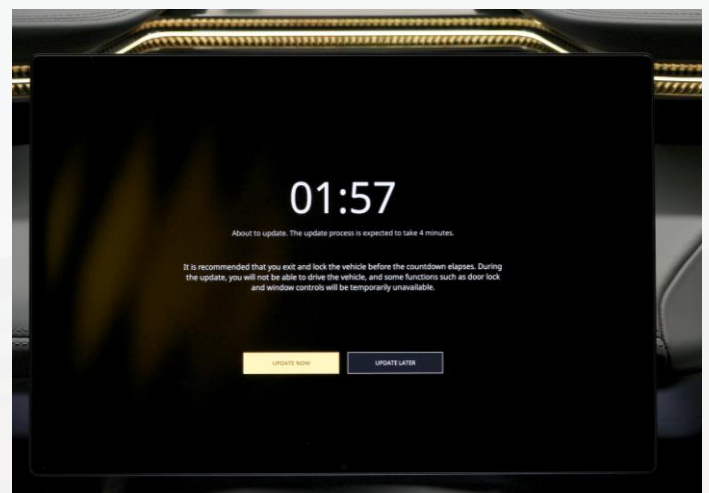 01:57
About to update. The update process is expected to take 4 minutes.
It is recommended that you exit and lock the vehicle before the countdown elapses. During
the update, you will not be able to drive the vehicle, and some functions such as door lock
and window controls will be temporarily unavailable.
UPDATE NOW
UPDATE LATER